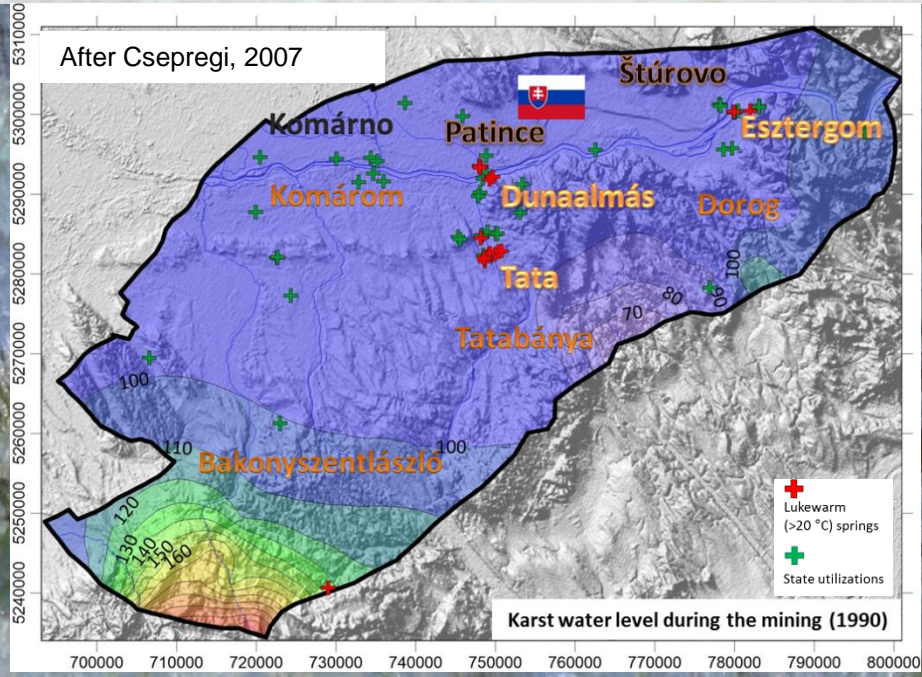 After Csepregi, 2007
5310000
5300000
5290000
5280000
5270000
5260000
5250000
5240000
Štúrovo
Komárno
Patince
Esztergom
Komárom
Dunaalmás
Dorog
100
Tata
90
80
70
Tatabánya
100
110
100
Bakonyszentlászló
120
130
140
150
160
Lukewarm
(>20 °C) springs
State utilizations
Karst water level during the mining (1990)
700000 710000 720000 730000 740000 750000 760000 770000 780000 790000 800000